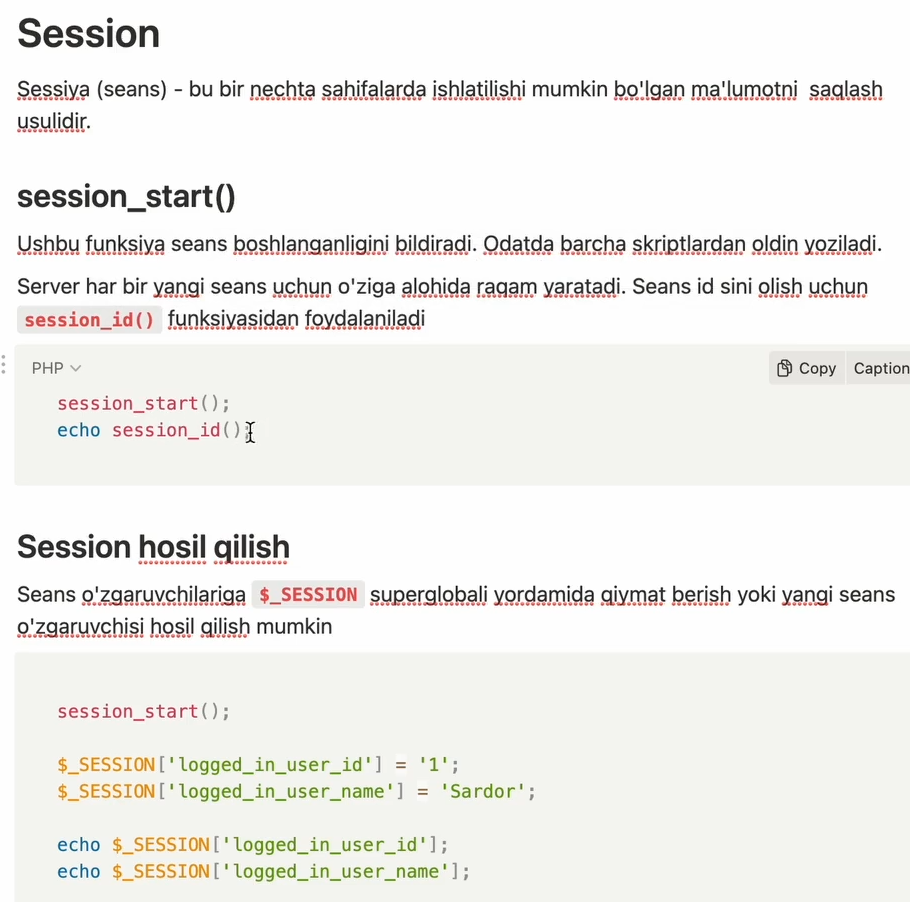 Session
Sessiya (seans) - bu bir nechta sahifalarda ishlatilishi mumkin bo'lgan ma'lumotni  saqlash
usulidir.
session_start()
Ushbu funksiya seans boshlanganligini bildiradi. Odatda barcha skriptlardan oldin yoziladi.
Server har bir yangi seans uchun o'ziga alohida raqam yaratadi. Seans id sini olish uchun
session_id() funksiyasidan foydalaniladi
PHP Copy Caption
session_start();
echo session_id();
Session hosil qilish
Seans o'zgaruvchilariga $_SESSION superglobali yordamida qiymat berish yoki yangi seans
o'zgaruvchisi hosil qilish mumkin
session_start();
$_SESSION['logged_in_user_id'] = '1';
$_SESSION['logged_in_user_name'] = 'Sardor';
echo $_SESSION['logged_in_user_id'];
echo $_SESSION['logged_in_user_name'];